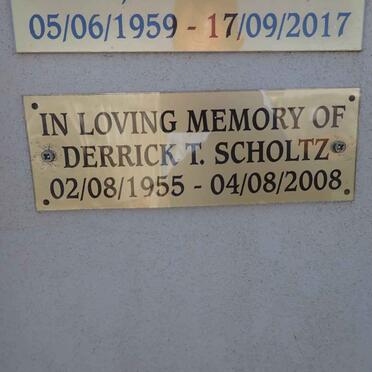 05/06/1959 - 17/09/2017
IN LOVING MEMORY OF
DERRICK T. SCHOLTZ
02/08/1955 - 04/08/2008